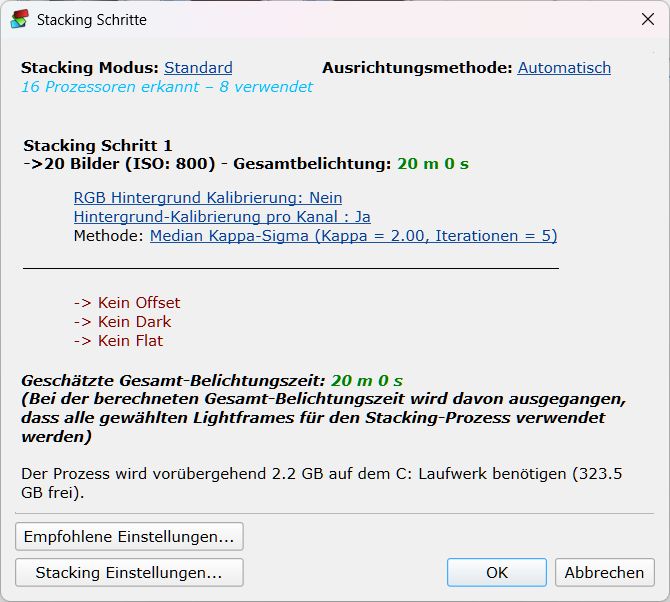 Stacking Schritte
Stacking Modus: Standard Ausrichtungsmethode: Automatisch
16 Prozessoren erkannt – 8 verwendet
Stacking Schritt 1
->20 Bilder (ISO: 800) - Gesamtbelichtung: 20 m 0 s
RGB Hintergrund Kalibrierung: Nein
Hintergrund-Kalibrierung pro Kanal : Ja
Methode: Median Kappa-Sigma (Kappa = 2.00, Iterationen = 5)
-> Kein Offset
-> Kein Dark
-> Kein Flat
Geschätzte Gesamt-Belichtungszeit: 20 m 0 s
(Bei der berechneten Gesamt-Belichtungszeit wird davon ausgegangen,
dass alle gewählten Lightframes für den Stacking-Prozess verwendet
werden)
Der Prozess wird vorübergehend 2.2 GB auf dem C: Laufwerk benötigen (323.5
GB frei).
Empfohlene Einstellungen...
Stacking Einstellungen... OK Abbrechen